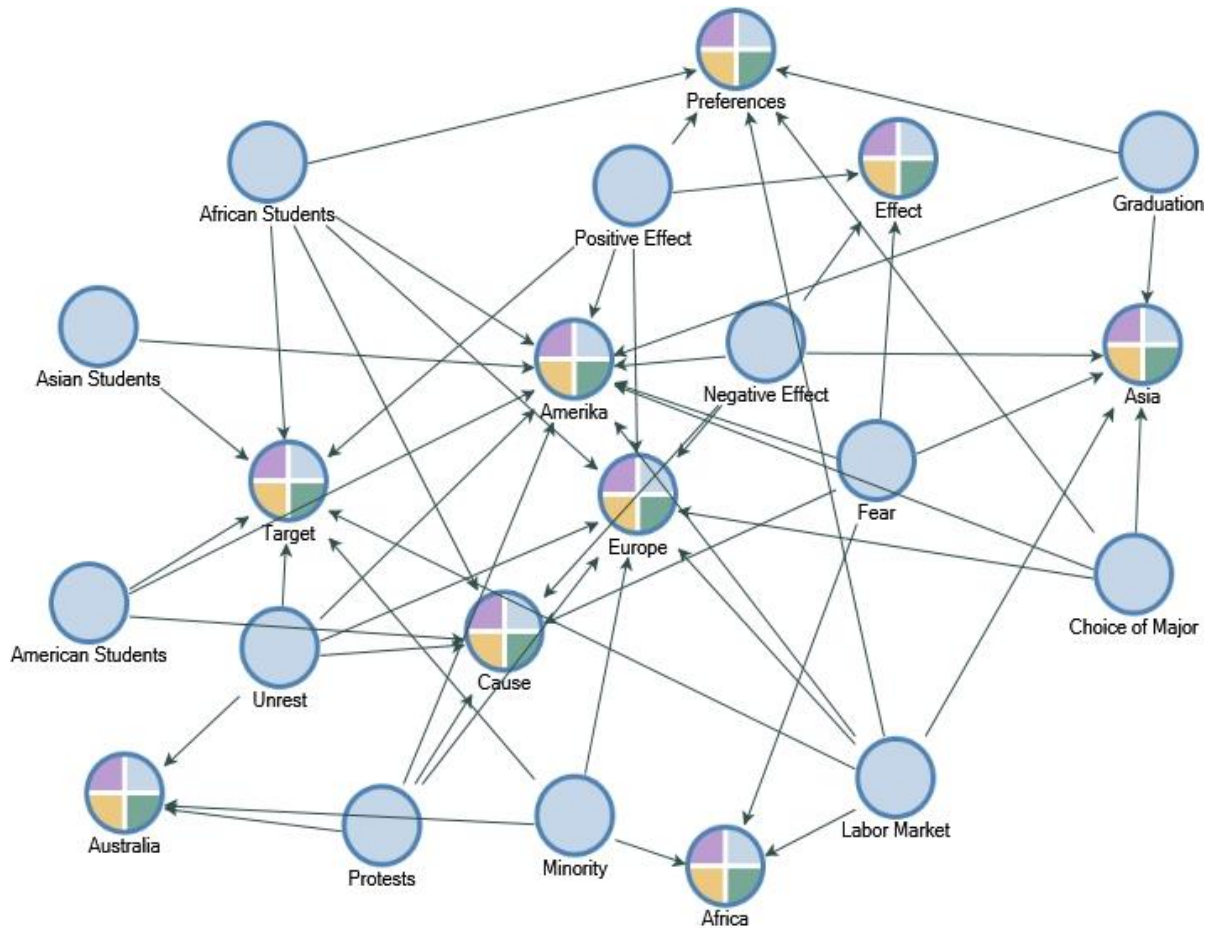 Preferences
African Students
Positive Effect
Effect
Graduation
Asian Students
Amerika
Negative Effect
Asia
Target
Europe
Fear
American Students
Unrest
Cause
Choice of Major
Australia
Protests
Minority
Africa
Labor Market